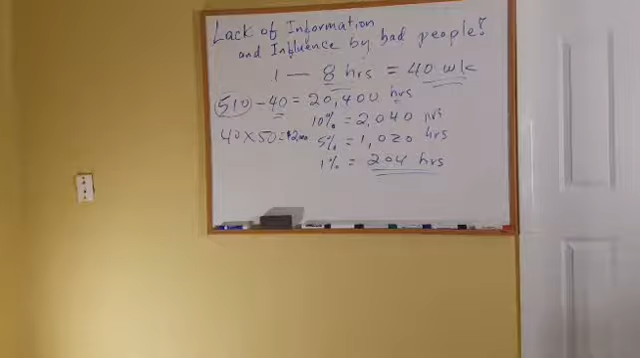 Lack of Information
and Influence by bad people?
1 — 8 hrs = 40 wk
510 - 40 = 20,400 hrs
10% = 2,040 hrs
40 x 50 = $2000
5% = 1,020 hrs
1% = 204 hrs